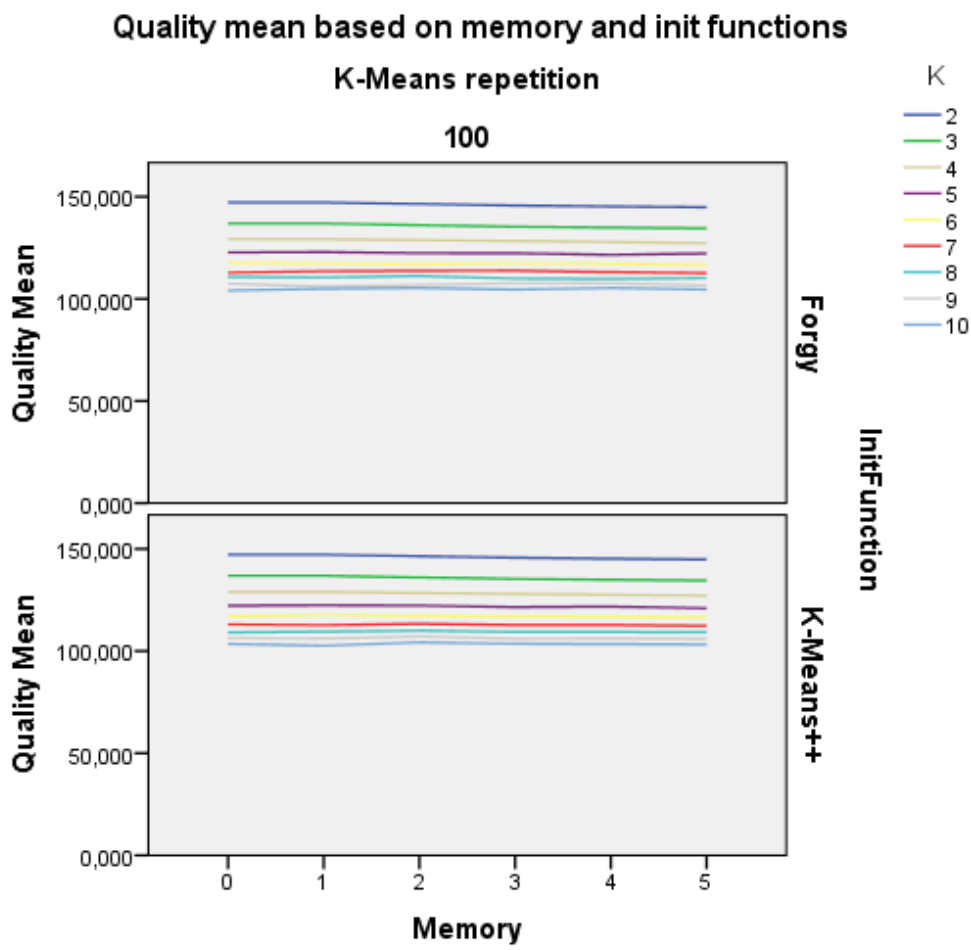 Quality mean based on memory and init functions
K-Means repetition
100
K
2
3
4
5
6
7
8
9
10
Quality Mean
150,000
100,000
50,000
0,000
Forgy
InitFunction
Quality Mean
150,000
100,000
50,000
0,000
K-Means++
0 1 2 3 4 5
Memory